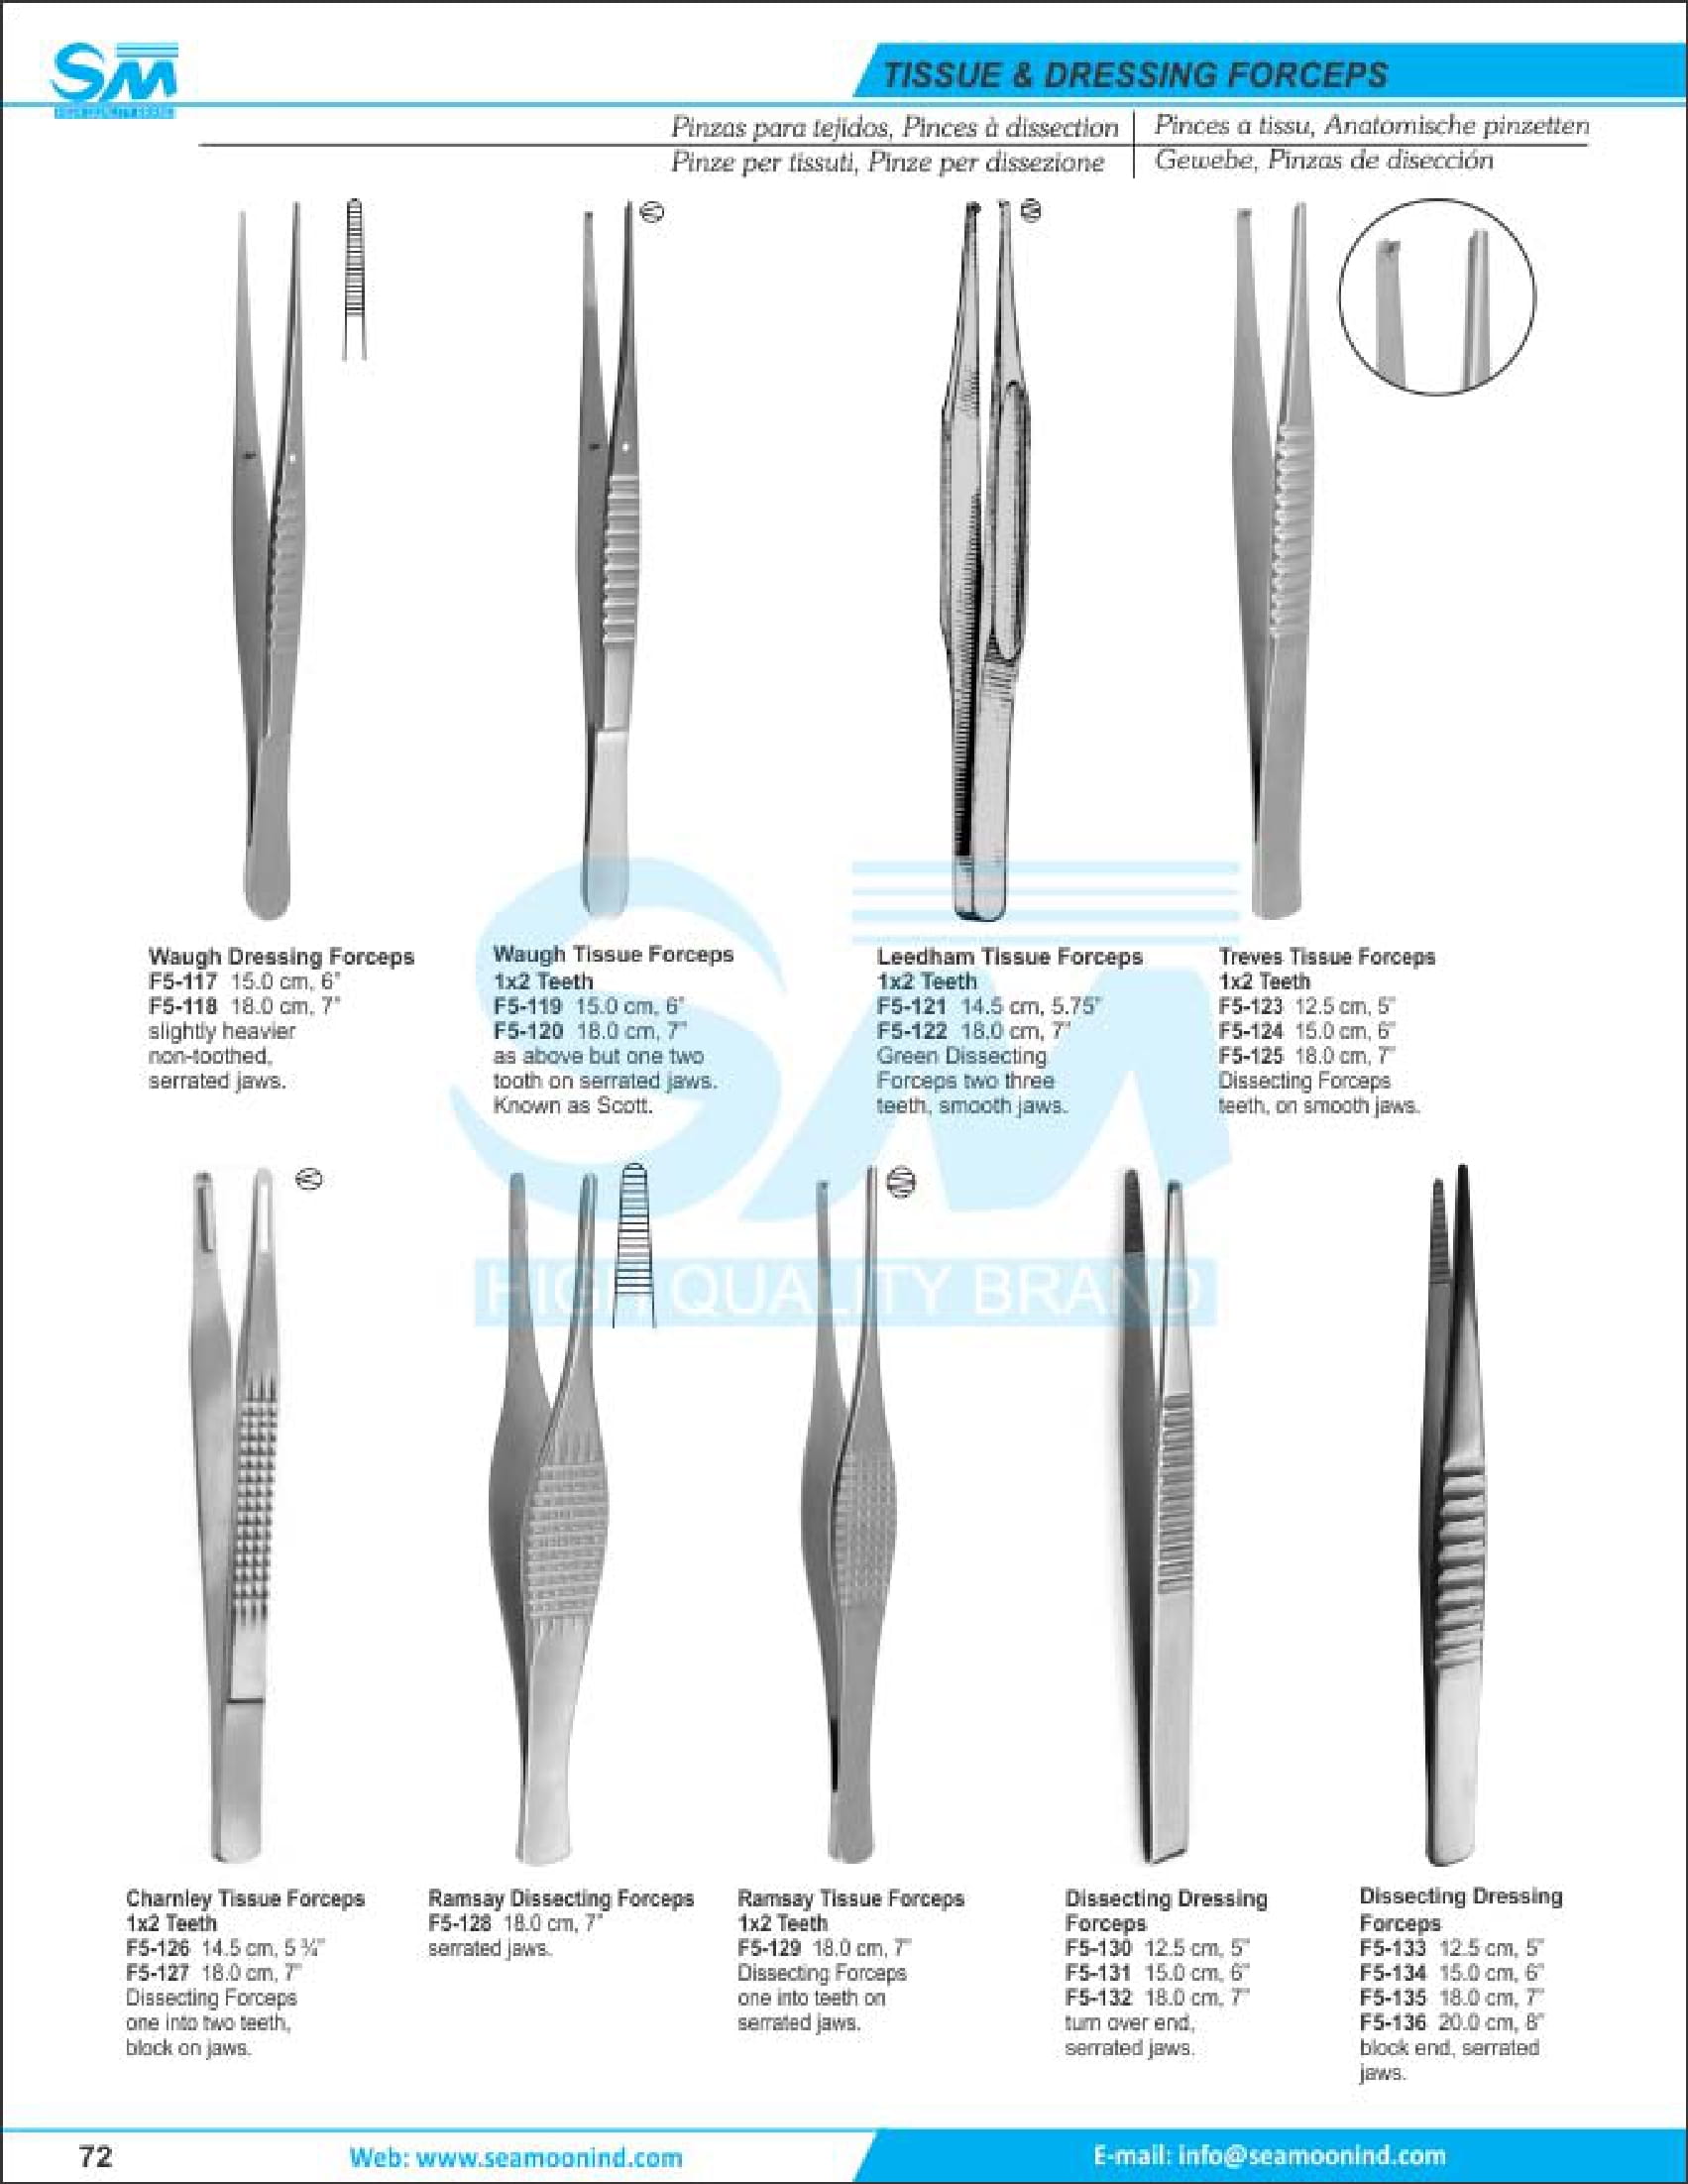 SM
HIGH QUALITY BRAND
TISSUE & DRESSING FORCEPS
Pinzas para tejidos, Pinces à dissection
Pinces a tissu, Anatomische pinzetten
Pinze per tissuti, Pinze per dissezione
Gewebe, Pinzas de disección
Waugh Dressing Forceps
F5-117 15.0 cm, 6"
F5-118 18.0 cm, 7"
slightly heavier
non-toothed,
serrated jaws.
Waugh Tissue Forceps
1x2 Teeth
F5-119 15.0 cm, 6"
F5-120 18.0 cm, 7"
as above but one two
tooth on serrated jaws.
Known as Scott.
Leedham Tissue Forceps
1x2 Teeth
F5-121 14.5 cm, 5.75"
F5-122 18.0 cm, 7"
Green Dissecting
Forceps two three
teeth, smooth jaws.
Treves Tissue Forceps
1x2 Teeth
F5-123 12.5 cm, 5"
F5-124 15.0 cm, 6"
F5-125 18.0 cm, 7"
Dissecting Forceps
teeth, on smooth jaws.
SM
HIGH QUALITY BRAND
Charnley Tissue Forceps
1x2 Teeth
F5-126 14.5 cm, 5 ¾"
F5-127 18.0 cm, 7"
Dissecting Forceps
one into two teeth,
block on jaws.
Ramsay Dissecting Forceps
F5-128 18.0 cm, 7"
serrated jaws.
Ramsay Tissue Forceps
1x2 Teeth
F5-129 18.0 cm, 7"
Dissecting Forceps
one into teeth on
serrated jaws.
Dissecting Dressing
Forceps
F5-130 12.5 cm, 5"
F5-131 15.0 cm, 6"
F5-132 18.0 cm, 7"
turn over end,
serrated jaws.
Dissecting Dressing
Forceps
F5-133 12.5 cm, 5"
F5-134 15.0 cm, 6"
F5-135 18.0 cm, 7"
F5-136 20.0 cm, 8"
block end, serrated
jaws.
72
Web: www.seamoonind.com
E-mail: info@seamoonind.com